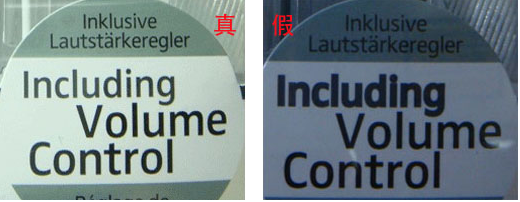 Inklusive
Lautstärkeregler
Including
Volume
Control
真
假
Inklusive
Lautstärkeregler
Including
Volume
Control